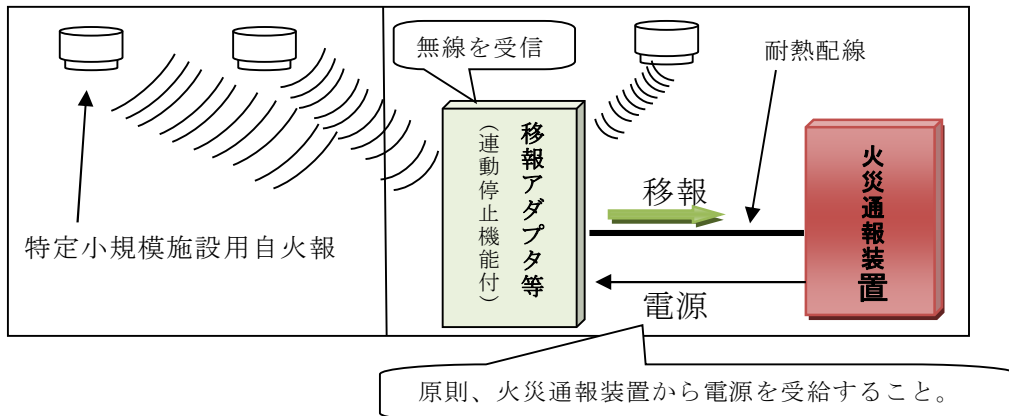 無線を受信
耐熱配線
移報アダプタ等
（連動停止機能付）
火災通報装置
移報
特定小規模施設用自火報
電源
原則、火災通報装置から電源を受給すること。